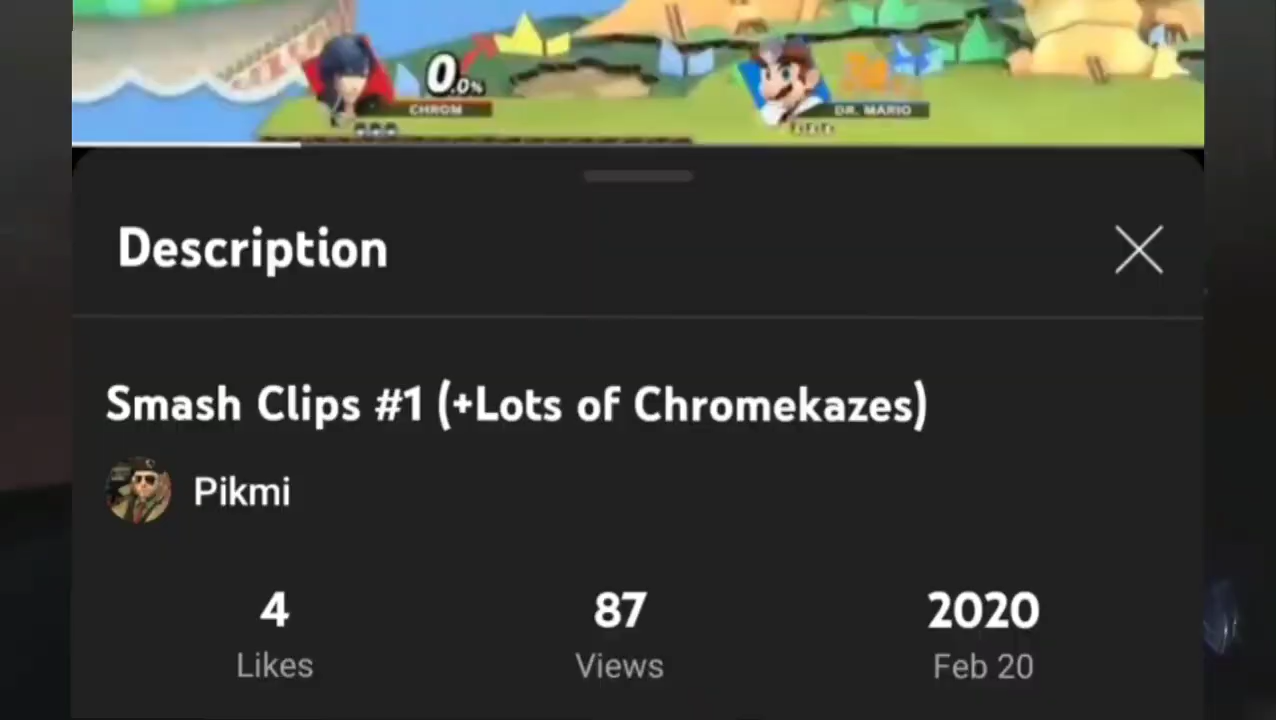 0.0%
CHROM
DR. MARIO
Description
Smash Clips #1 (+Lots of Chromekazes)
Pikmi
4
87
2020
Likes
Views
Feb 20